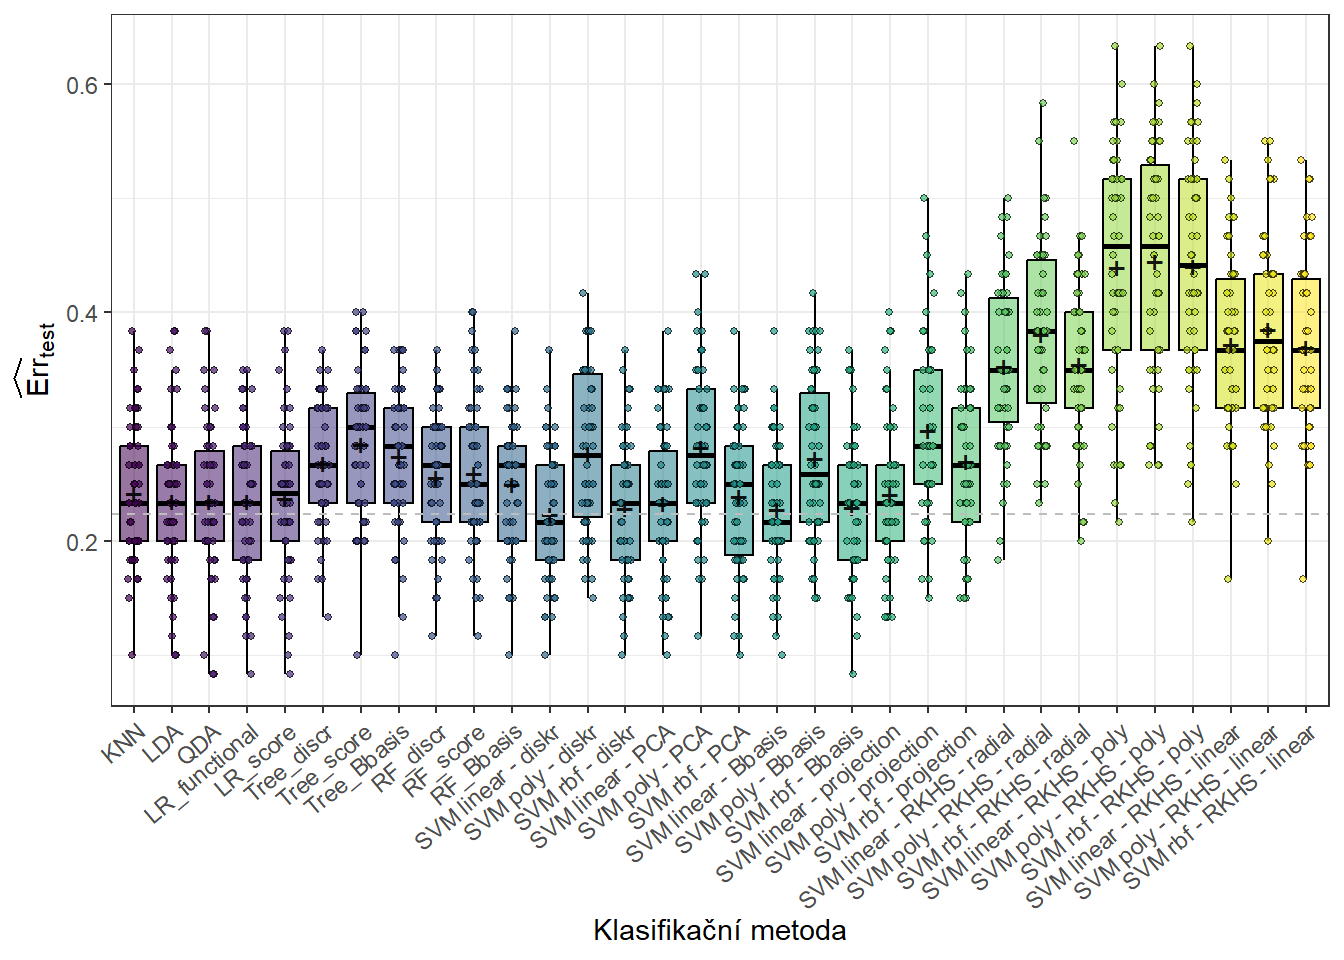 0.6
0.4
0.2
Êrr_test
KNN
LDA
QDA
LR_functional
LR_score
Tree_discr
Tree_score
Tree_Bbasis
RF_discr
RF_score
RF_Bbasis
SVM linear - diskr
SVM poly - diskr
SVM rbf - diskr
SVM linear - PCA
SVM poly - PCA
SVM rbf - PCA
SVM linear - Bbasis
SVM poly - Bbasis
SVM rbf - Bbasis
SVM linear - projection
SVM poly - projection
SVM rbf - projection
SVM linear - RKHS - radial
SVM poly - RKHS - radial
SVM rbf - RKHS - radial
SVM linear - RKHS - poly
SVM poly - RKHS - poly
SVM rbf - RKHS - poly
SVM linear - RKHS - linear
SVM poly - RKHS - linear
SVM rbf - RKHS - linear
Klasifikační metoda